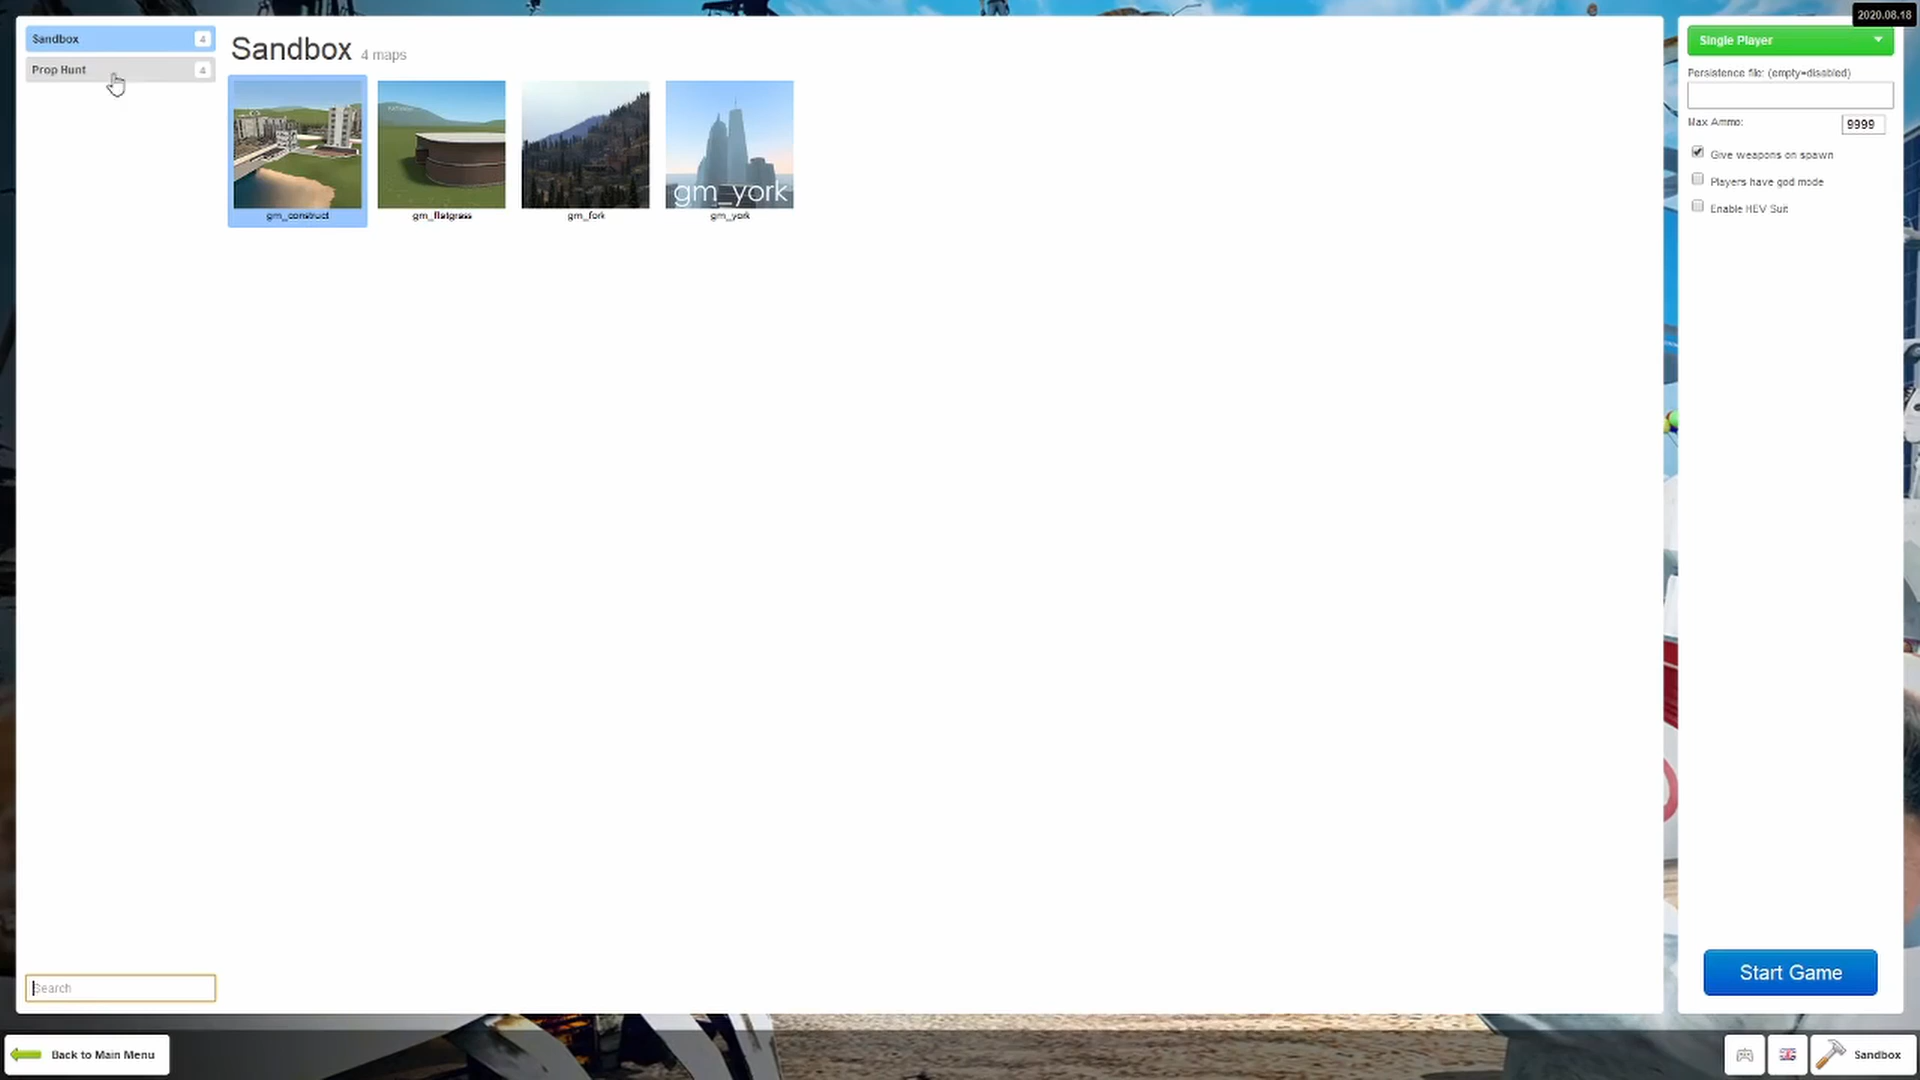 2020.08.18
Sandbox 4
Prop Hunt 4
Sandbox 4 maps
gm_york
gm_construct
gm_flatgrass
gm_fork
gm_york
Single Player
Persistence file: (empty=disabled)
Max Ammo: 9999
Give weapons on spawn
Players have god mode
Enable HEV Suit
Search
Start Game
Back to Main Menu
Sandbox